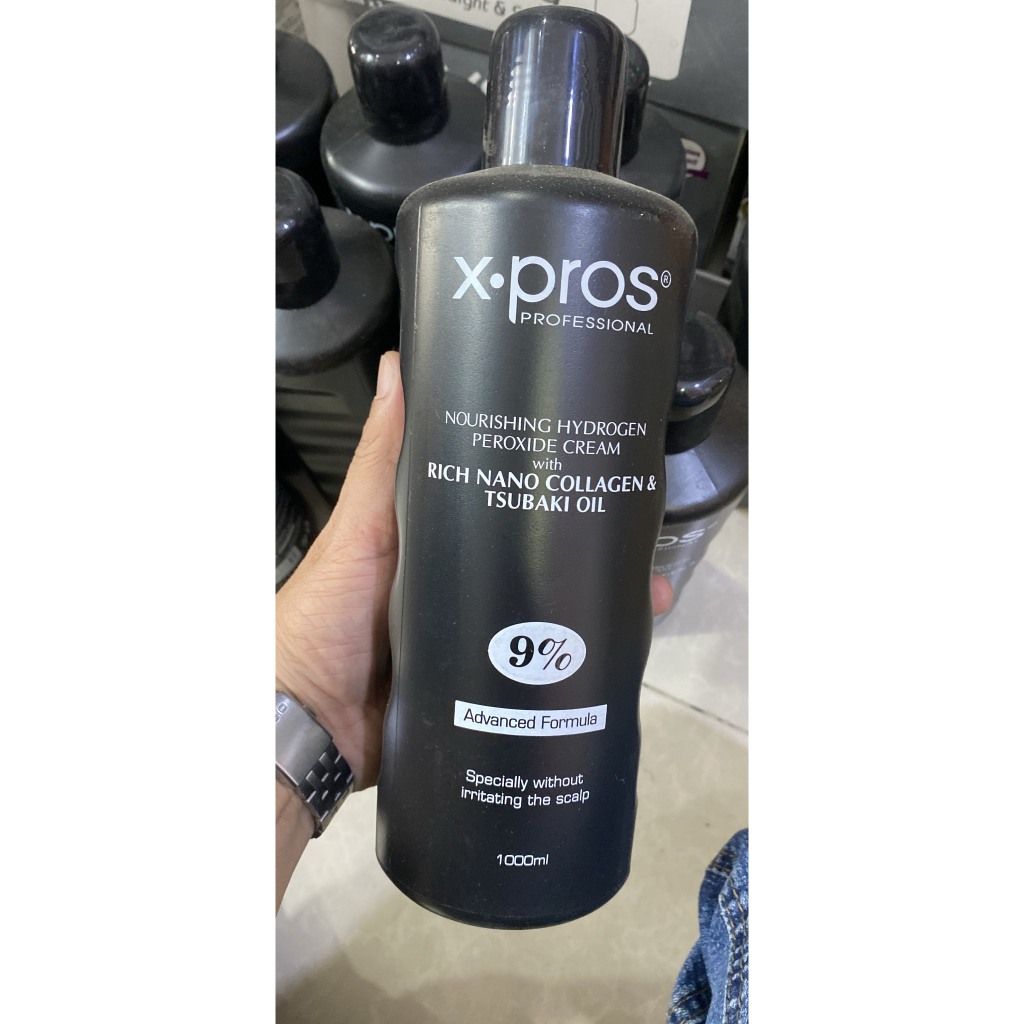 x·pros®
PROFESSIONAL
NOURISHING HYDROGEN
PEROXIDE CREAM
with
RICH NANO COLLAGEN &
TSUBAKI OIL
9%
Advanced Formula
Specially without
irritating the scalp
1000ml